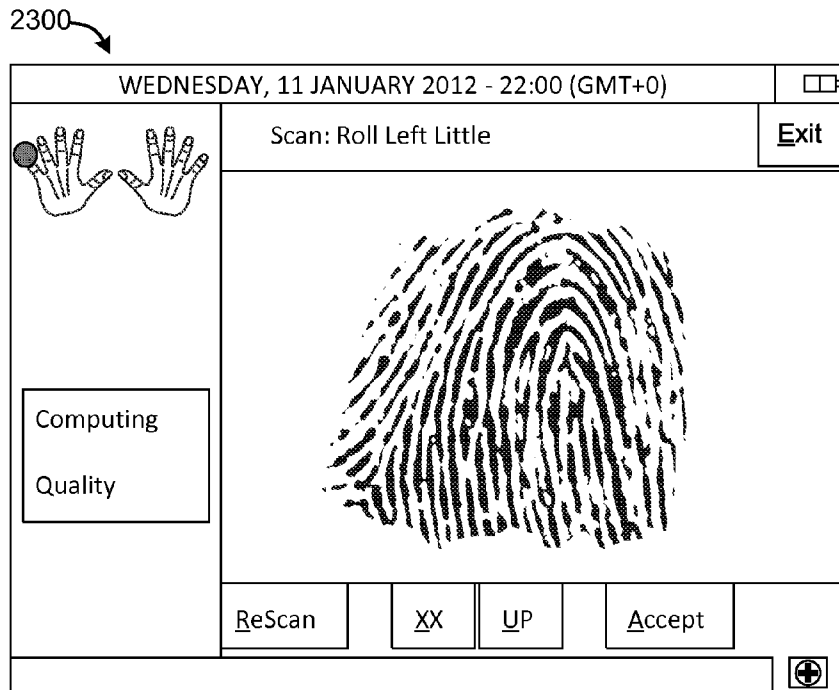 2300
WEDNESDAY, 11 JANUARY 2012 - 22:00 (GMT+0)
Scan: Roll Left Little
Exit
Computing
Quality
ReScan
XX
UP
Accept